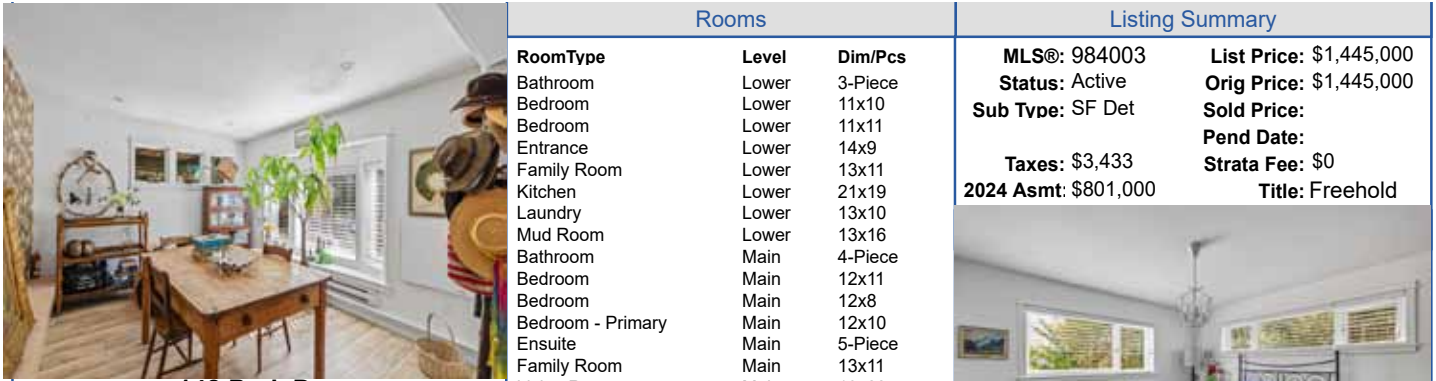 Rooms
RoomType Level Dim/Pcs
Bathroom Lower 3-Piece
Bedroom Lower 11x10
Bedroom Lower 11x11
Entrance Lower 14x9
Family Room Lower 13x11
Kitchen Lower 21x19
Laundry Lower 13x10
Mud Room Lower 13x16
Bathroom Main 4-Piece
Bedroom Main 12x11
Bedroom Main 12x8
Bedroom - Primary Main 12x10
Ensuite Main 5-Piece
Family Room Main 13x11
Listing Summary
MLS®: 984003 List Price: $1,445,000
Status: Active Orig Price: $1,445,000
Sub Type: SF Det Sold Price:
Pend Date:
Taxes: $3,433 Strata Fee: $0
2024 Asmt: $801,000 Title: Freehold